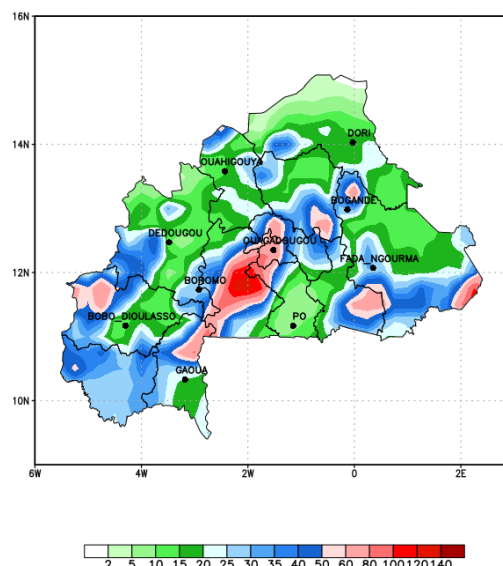 16N
14N
DORI
OUAHIGOUYA
BOGANDE
DEDOUGOU
OUAGADOUGOU
FADA_NGOURMA
12N
BOROMO
BOBO_DIOULASSO
PO
GAOUA
10N
6W 4W 2W 0 2E
2 5 10 15 20 25 30 35 40 50 60 80 100 120 140